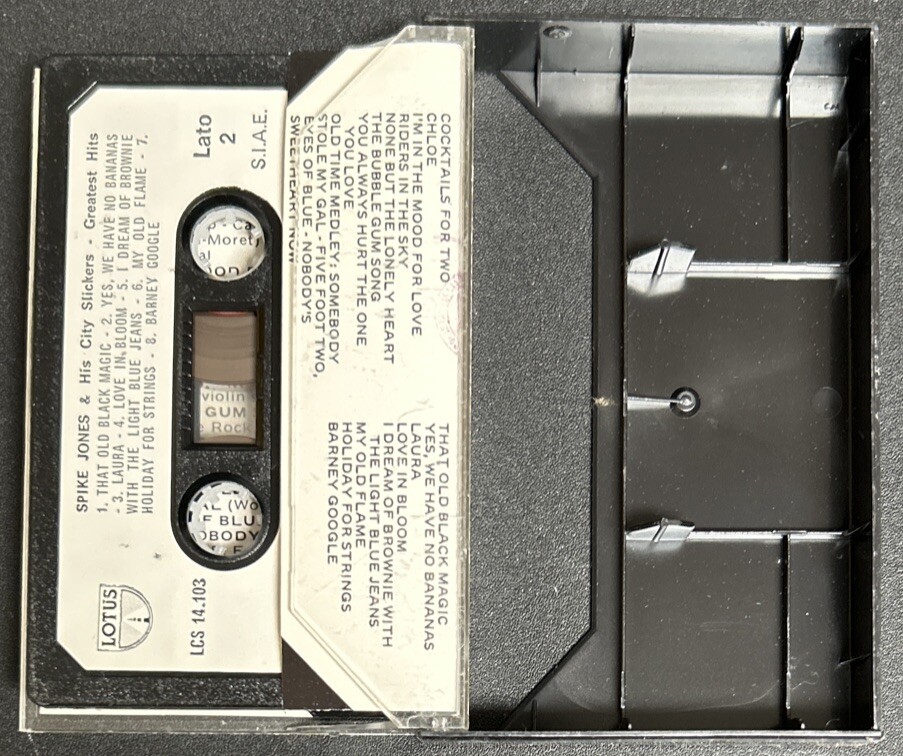 SPIKE JONES & His City Slickers - Greatest Hits
1. THAT OLD BLACK MAGIC - 2. YES, WE HAVE NO BANANAS
- 3. LAURA - 4. LOVE IN BLOOM - 5. I DREAM OF BROWNIE
WITH THE LIGHT BLUE JEANS - 6. MY OLD FLAME - 7.
HOLIDAY FOR STRINGS - 8. BARNEY GOOGLE
Lato
2
S.I.A.E.
LOTUS
LCS 14.103
violin
GUM
Rock
COCKTAILS FOR TWO
CHLOE
I'M IN THE MOOD FOR LOVE
RIDERS IN THE SKY
NONE BUT THE LONELY HEART
THE BUBBLE GUM SONG
YOU ALWAYS HURT THE ONE
YOU LOVE
OLD TIME MEDLEY: SOMEBODY
STOLE MY GAL - FIVE FOOT TWO,
EYES OF BLUE - NOBODY'S
SWEETHEART NOW
THAT OLD BLACK MAGIC
YES, WE HAVE NO BANANAS
LAURA
LOVE IN BLOOM
I DREAM OF BROWNIE WITH
THE LIGHT BLUE JEANS
MY OLD FLAME
HOLIDAY FOR STRINGS
BARNEY GOOGLE